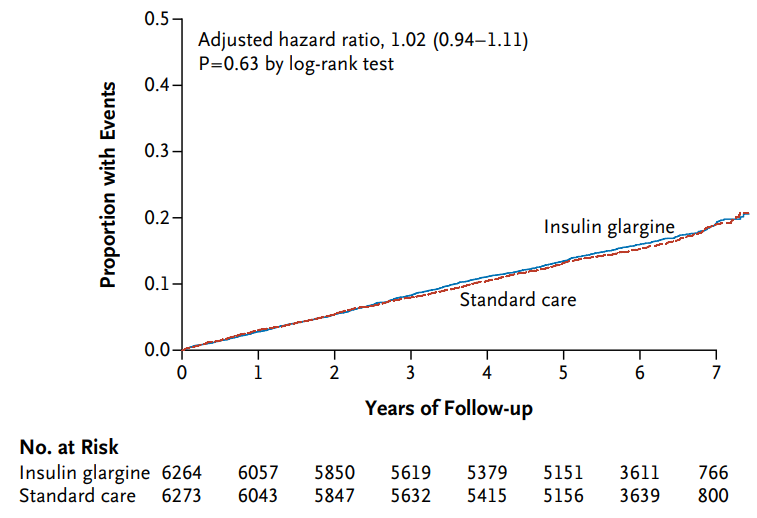 0.5
Adjusted hazard ratio, 1.02 (0.94–1.11)
P=0.63 by log-rank test
0.4
0.3
0.2
0.1
0.0
Proportion with Events
Insulin glargine
Standard care
0 1 2 3 4 5 6 7
Years of Follow-up
No. at Risk
Insulin glargine 6264 6057 5850 5619 5379 5151 3611 766
Standard care 6273 6043 5847 5632 5415 5156 3639 800